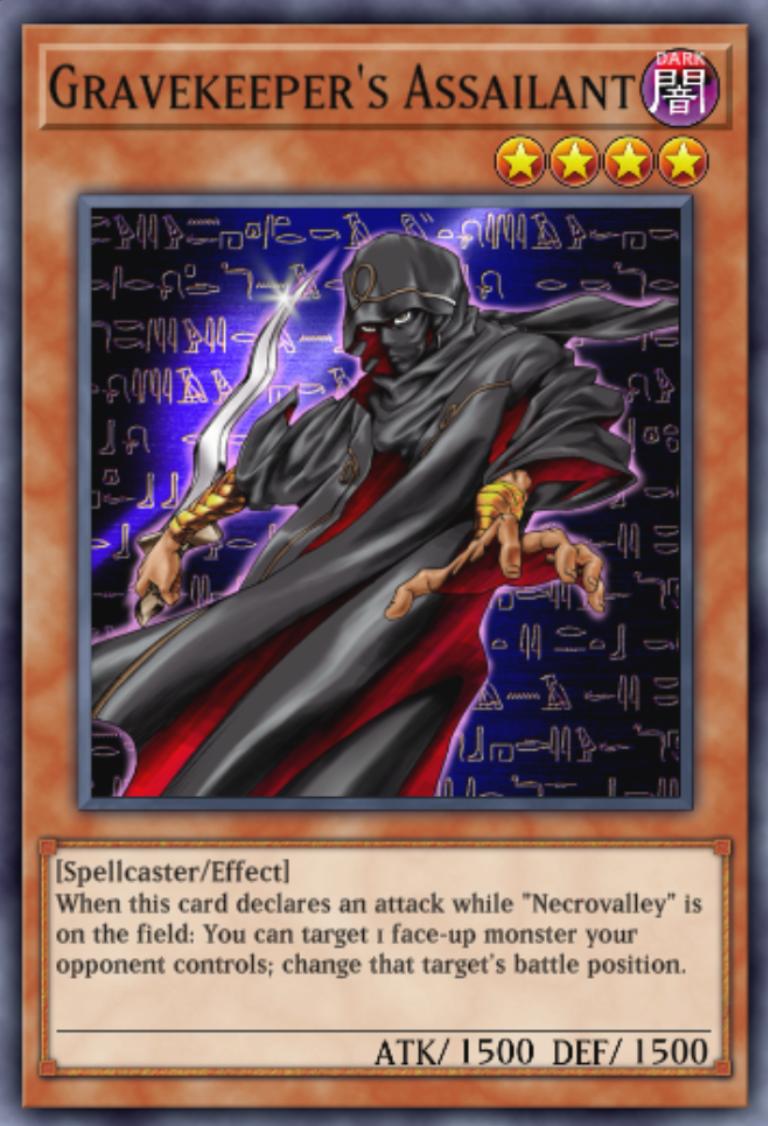 GRAVEKEEPER'S ASSAILANT
DARK
闇
[Spellcaster/Effect]
When this card declares an attack while "Necrovalley" is
on the field: You can target 1 face-up monster your
opponent controls; change that target's battle position.
ATK/ 1500 DEF/ 1500